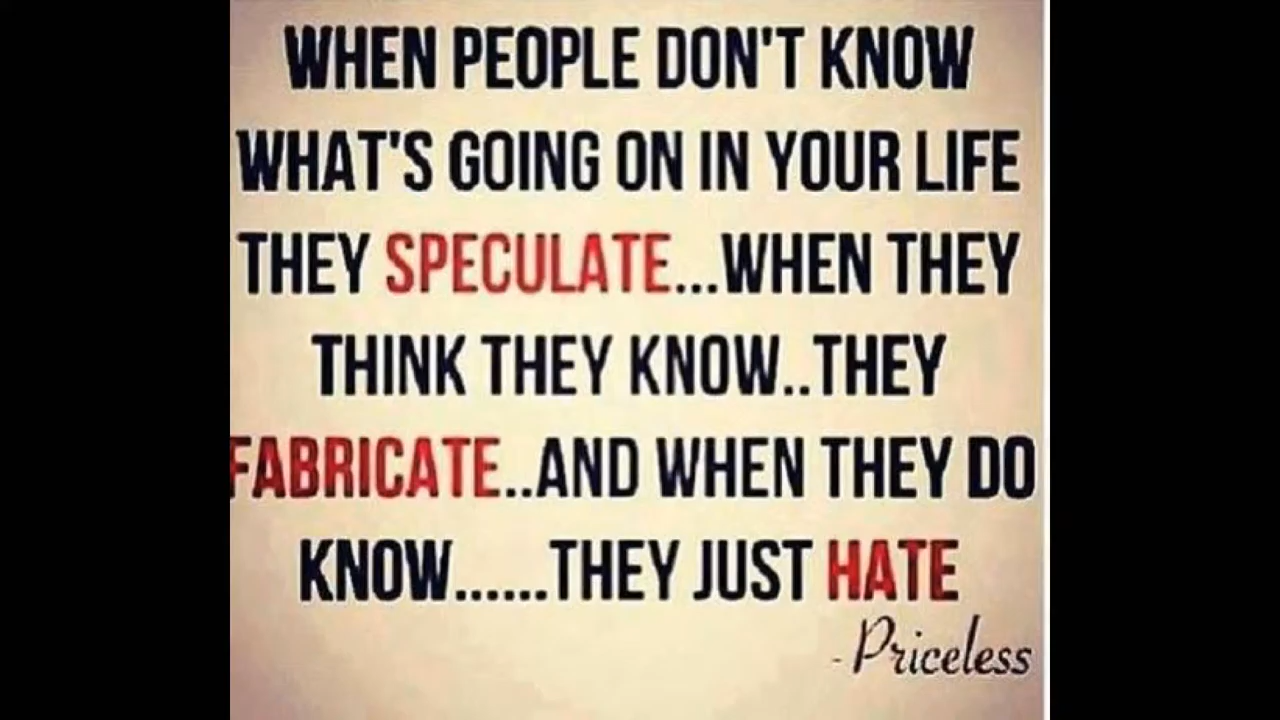 WHEN PEOPLE DON'T KNOW
WHAT'S GOING ON IN YOUR LIFE
THEY SPECULATE...WHEN THEY
THINK THEY KNOW..THEY
FABRICATE..AND WHEN THEY DO
KNOW......THEY JUST HATE
- Priceless